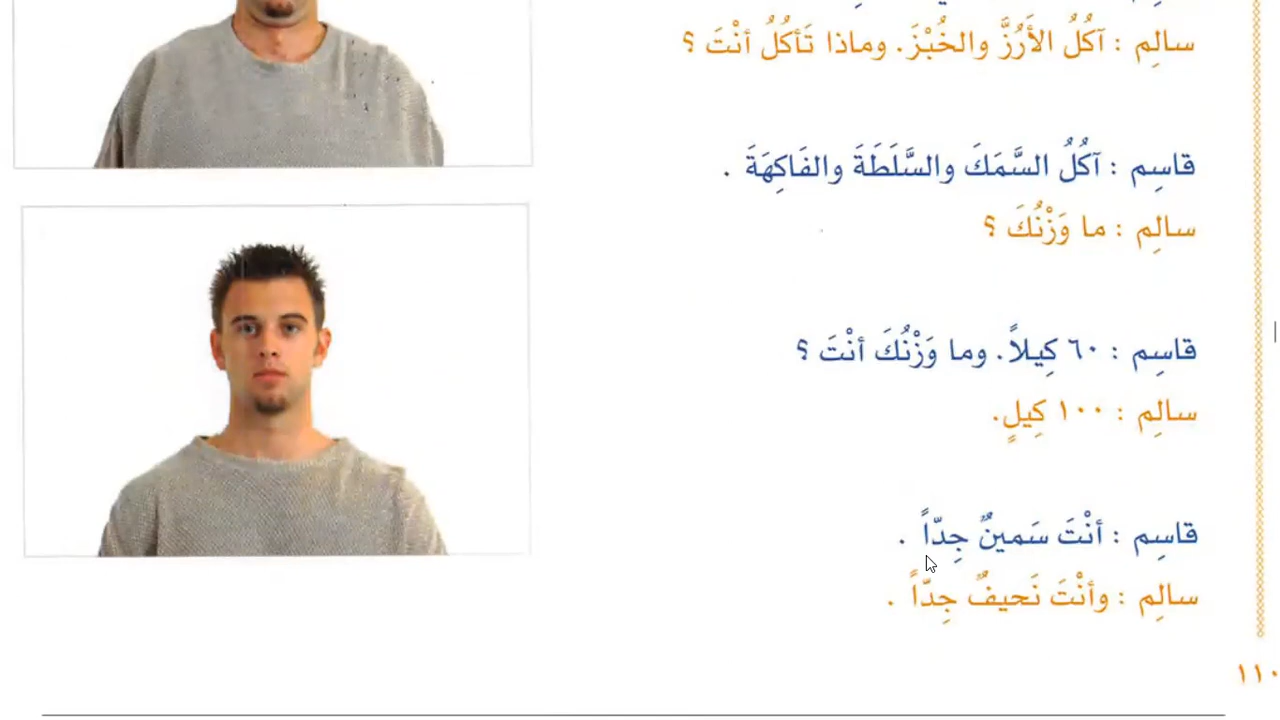 سالِم : آكُلُ الأَرُزَّ والخُبْزَ. وماذا تَأكُلُ أنْتَ ؟
قاسِم : آكُلُ السَّمَكَ والسَّلَطَةَ والفَاكِهَةَ .
سالِم : ما وَزْنُكَ ؟
قاسِم : ٦٠ كِيلاً. وما وَزْنُكَ أنْتَ ؟
سالِم : ١٠٠ كِيلٍ.
قاسِم : أنْتَ سَمينٌ جِدّاً .
سالِم : وأنْتَ نَحيفٌ جِدّاً .
١١٠